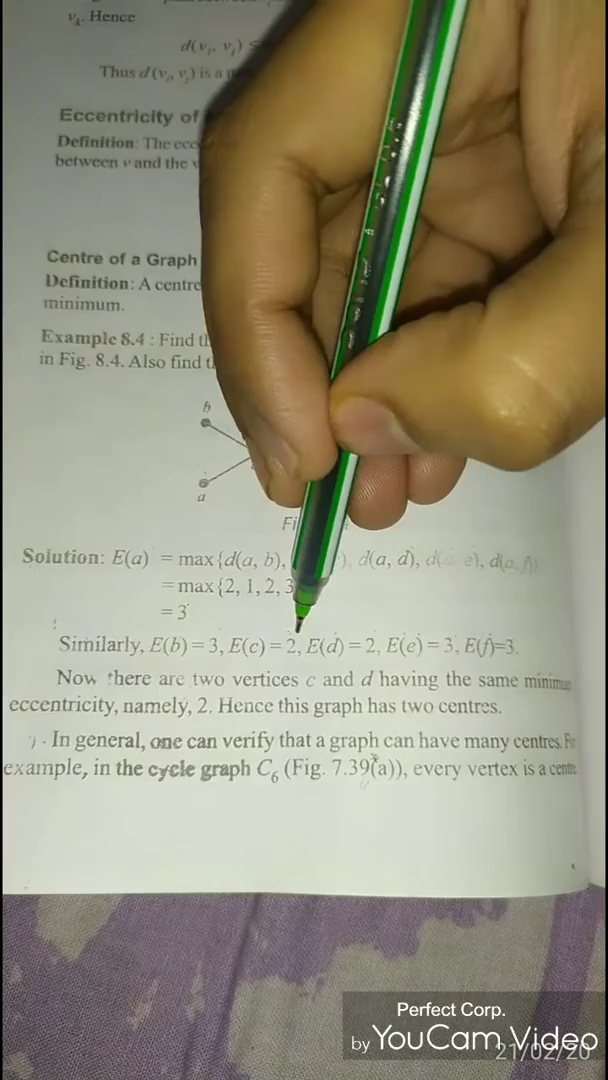 v_k. Hence
d(v_i, v_j) ≤
Thus d(v_i, v_j) is a
Eccentricity of
Definition: The ecc
between v and the
Centre of a Graph
Definition: A centre
minimum.
Example 8.4 : Find
in Fig. 8.4. Also find
b
a
Solution: E(a) = max{d(a, b), ), d(a, d), e), d(a, f)
= max{2, 1, 2, 3
= 3
Similarly, E(b) = 3, E(c) = 2, E(d) = 2, E(e) = 3, E(f)=3.
Now there are two vertices c and d having the same minimum
eccentricity, namely, 2. Hence this graph has two centres.
In general, one can verify that a graph can have many centres. For
example, in the cycle graph C₆ (Fig. 7.39(a)), every vertex is a centre
Perfect Corp.
by YouCam Video
21/02/20